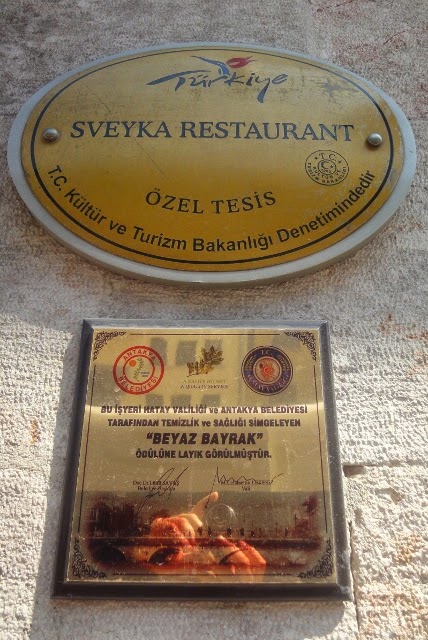 Türkiye
SVEYKA RESTAURANT
T.C.
ÖZEL TESİS
T.C. Kültür ve Turizm Bakanlığı Denetimindedir
ANTAKYA
BELEDİYESİ
BU İŞYERİ HATAY VALİLİĞİ ve ANTAKYA BELEDİYESİ
TARAFINDAN TEMİZLİK ve SAĞLIĞI SİMGELEYEN
"BEYAZ BAYRAK"
ÖDÜLÜNE LAYIK GÖRÜLMÜŞTÜR.
Vali